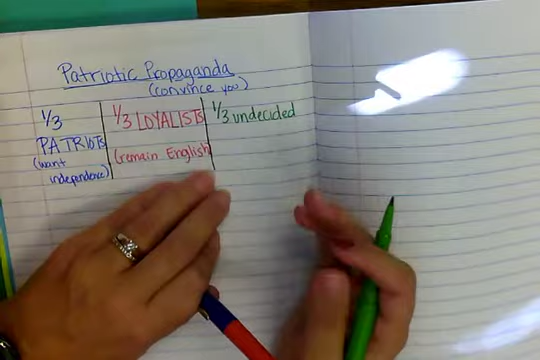 Patriotic Propaganda
(convince you)
1/3
PATRIOTS
(want
independence)
1/3 LOYALISTS
(remain English)
1/3 undecided